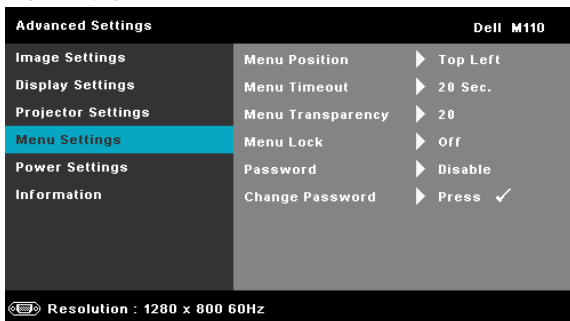 Advanced Settings Dell M110
Image Settings
Display Settings
Projector Settings
Menu Settings
Power Settings
Information
Menu Position Top Left
Menu Timeout 20 Sec.
Menu Transparency 20
Menu Lock Off
Password Disable
Change Password Press ✓
Resolution : 1280 x 800 60Hz